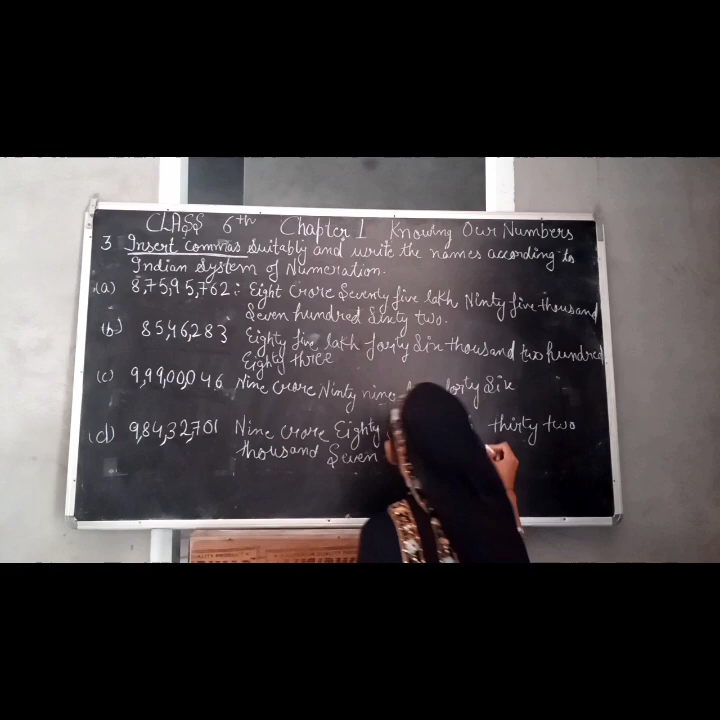 CLASS 6th Chapter 1 Knowing Our Numbers
3 Insert commas suitably and write the names according to
Indian System of Numeration.
(a) 8,75,95,762 :- Eight Crore Seventy five lakh Ninty five thousand
Seven hundred Sixty two.
(b) 85,46,283 Eighty five lakh forty Six thousand two hundred
Eighty three
(c) 9,99,00,046 Nine crore Ninty nine forty Six
(d) 9,84,32,701 Nine crore Eighty thirty two
thousand Seven